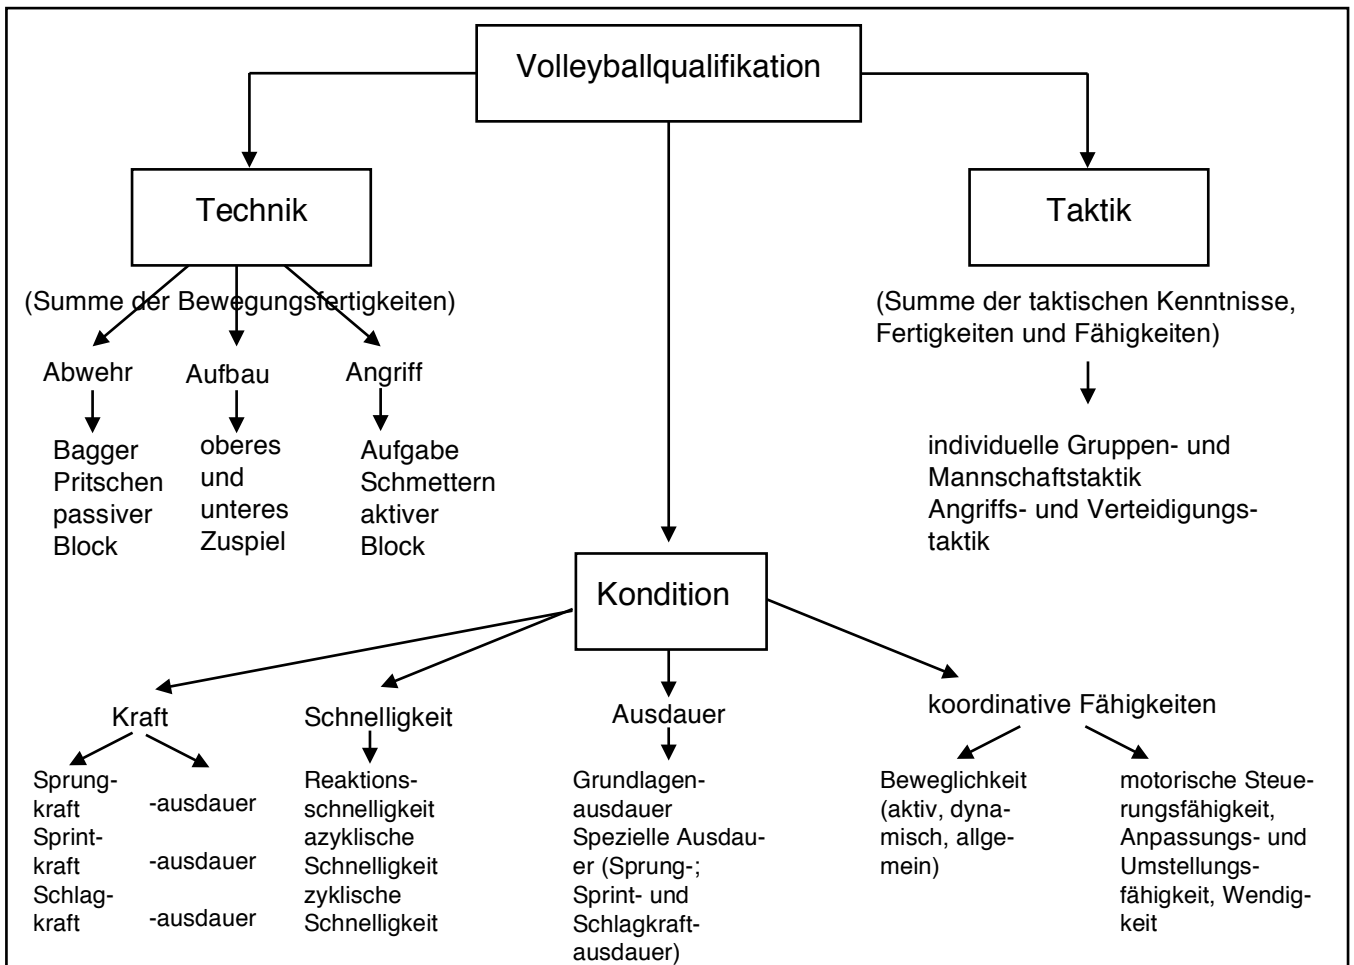 Volleyballqualifikation
Technik
Taktik
(Summe der Bewegungsfertigkeiten)
(Summe der taktischen Kenntnisse,
Fertigkeiten und Fähigkeiten)
Abwehr
Aufbau
Angriff
Bagger
Pritschen
passiver
Block
oberes
und
unteres
Zuspiel
Aufgabe
Schmettern
aktiver
Block
individuelle Gruppen- und
Mannschaftstaktik
Angriffs- und Verteidigungs-
taktik
Kondition
Kraft
Schnelligkeit
Ausdauer
koordinative Fähigkeiten
Sprung-
kraft
Sprint-
kraft
Schlag-
kraft
-ausdauer
-ausdauer
-ausdauer
Reaktions-
schnelligkeit
azyklische
Schnelligkeit
zyklische
Schnelligkeit
Grundlagen-
ausdauer
Spezielle Ausdau-
er (Sprung-;
Sprint- und
Schlagkraft-
ausdauer)
Beweglichkeit
(aktiv, dyna-
misch, allge-
mein)
motorische Steue-
rungsfähigkeit,
Anpassungs- und
Umstellungs-
fähigkeit, Wendig-
keit